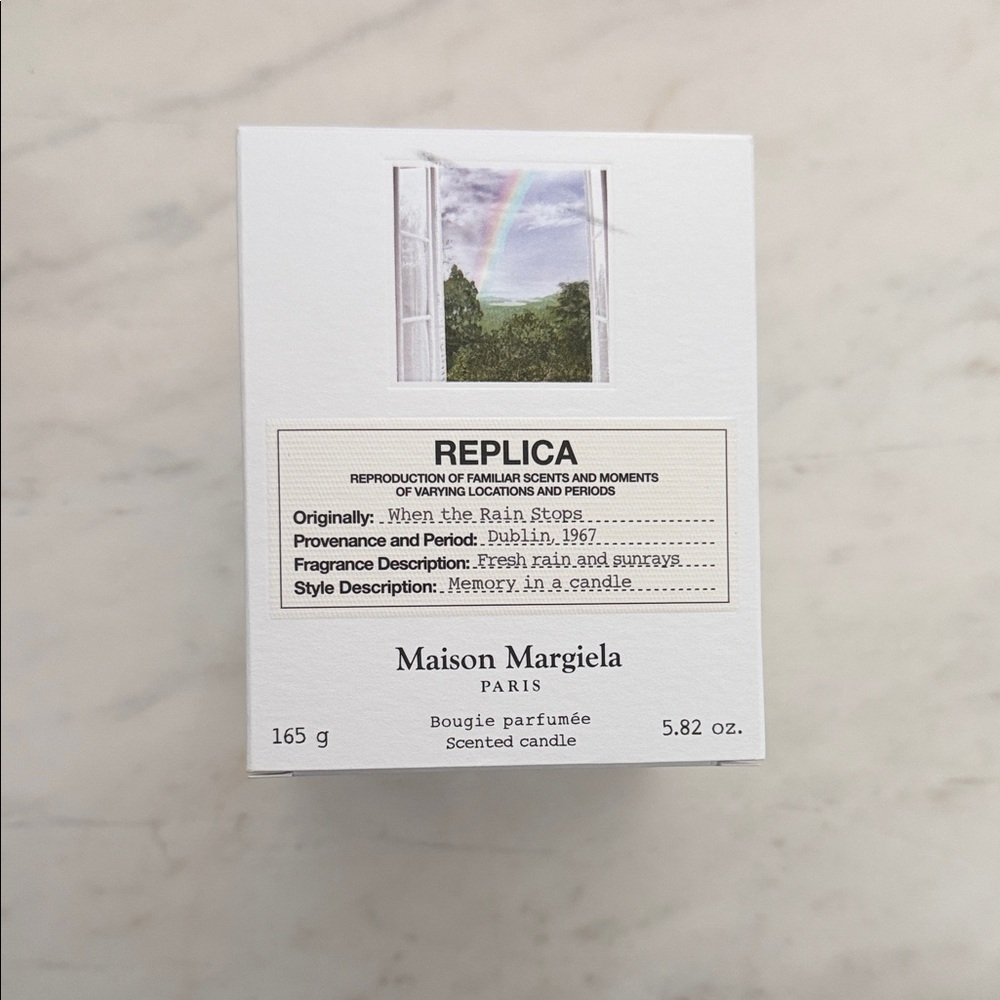 REPLICA
REPRODUCTION OF FAMILIAR SCENTS AND MOMENTS
OF VARYING LOCATIONS AND PERIODS
Originally: When the Rain Stops
Provenance and Period: Dublin, 1967
Fragrance Description: Fresh rain and sunrays
Style Description: Memory in a candle
Maison Margiela
PARIS
165 g
Bougie parfumée
Scented candle
5.82 oz.